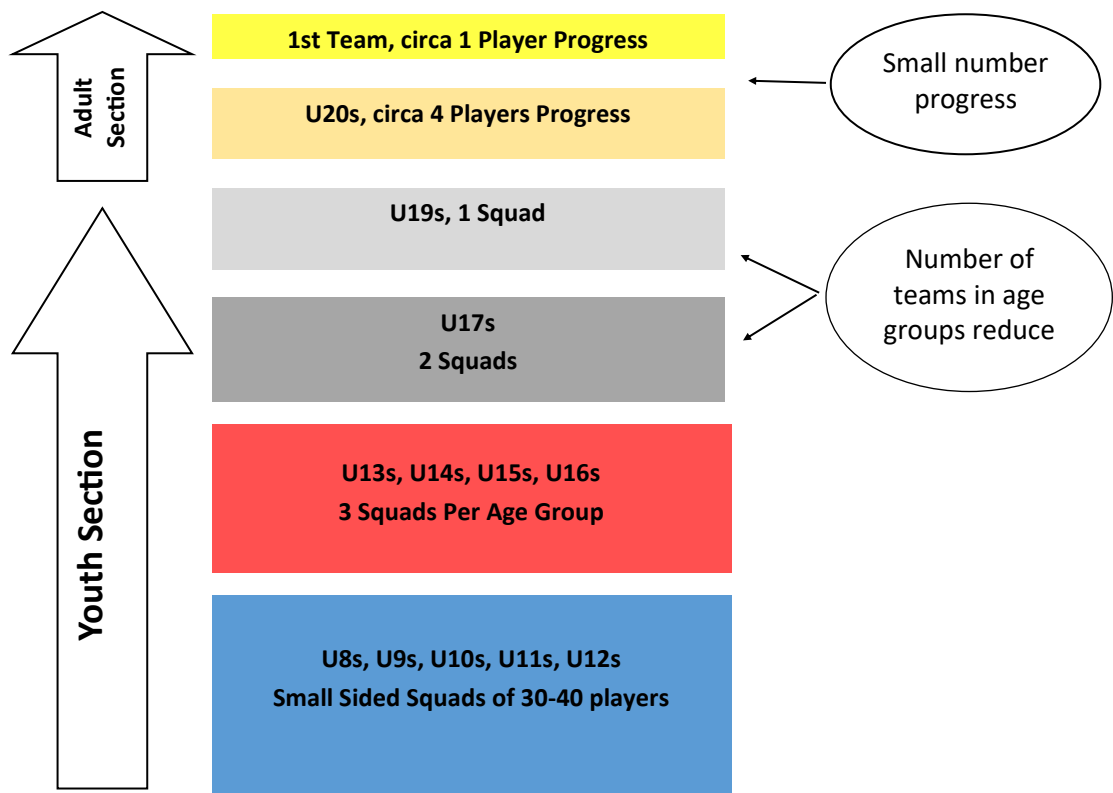 1st Team, circa 1 Player Progress
Small number
progress
Adult
Section
U20s, circa 4 Players Progress
U19s, 1 Squad
Number of
teams in age
groups reduce
U17s
2 Squads
Youth Section
U13s, U14s, U15s, U16s
3 Squads Per Age Group
U8s, U9s, U10s, U11s, U12s
Small Sided Squads of 30-40 players